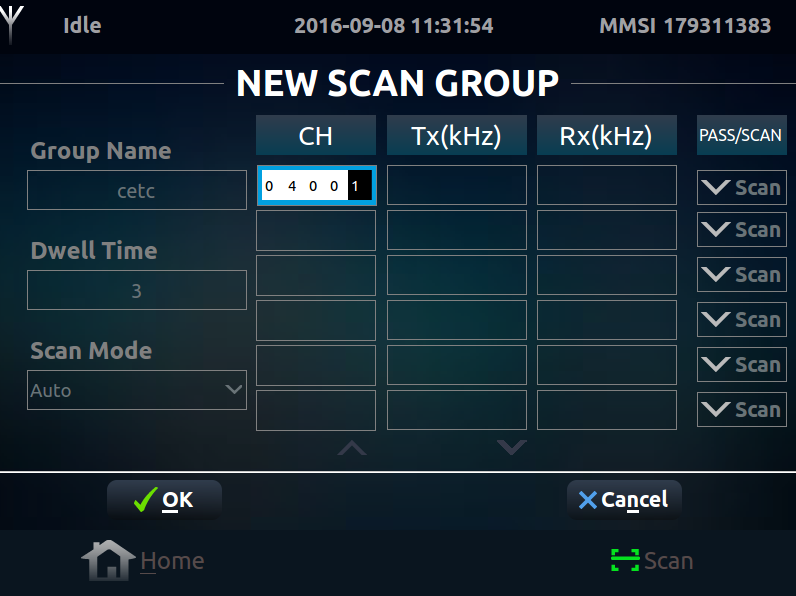 Idle 2016-09-08 11:31:54 MMSI 179311383
NEW SCAN GROUP
CH Tx(kHz) Rx(kHz) PASS/SCAN
Group Name
cetc 0 4 0 0 1 Scan
Scan
Dwell Time
3 Scan
Scan
Scan Mode
Scan
Auto
Scan
OK Cancel
Home Scan